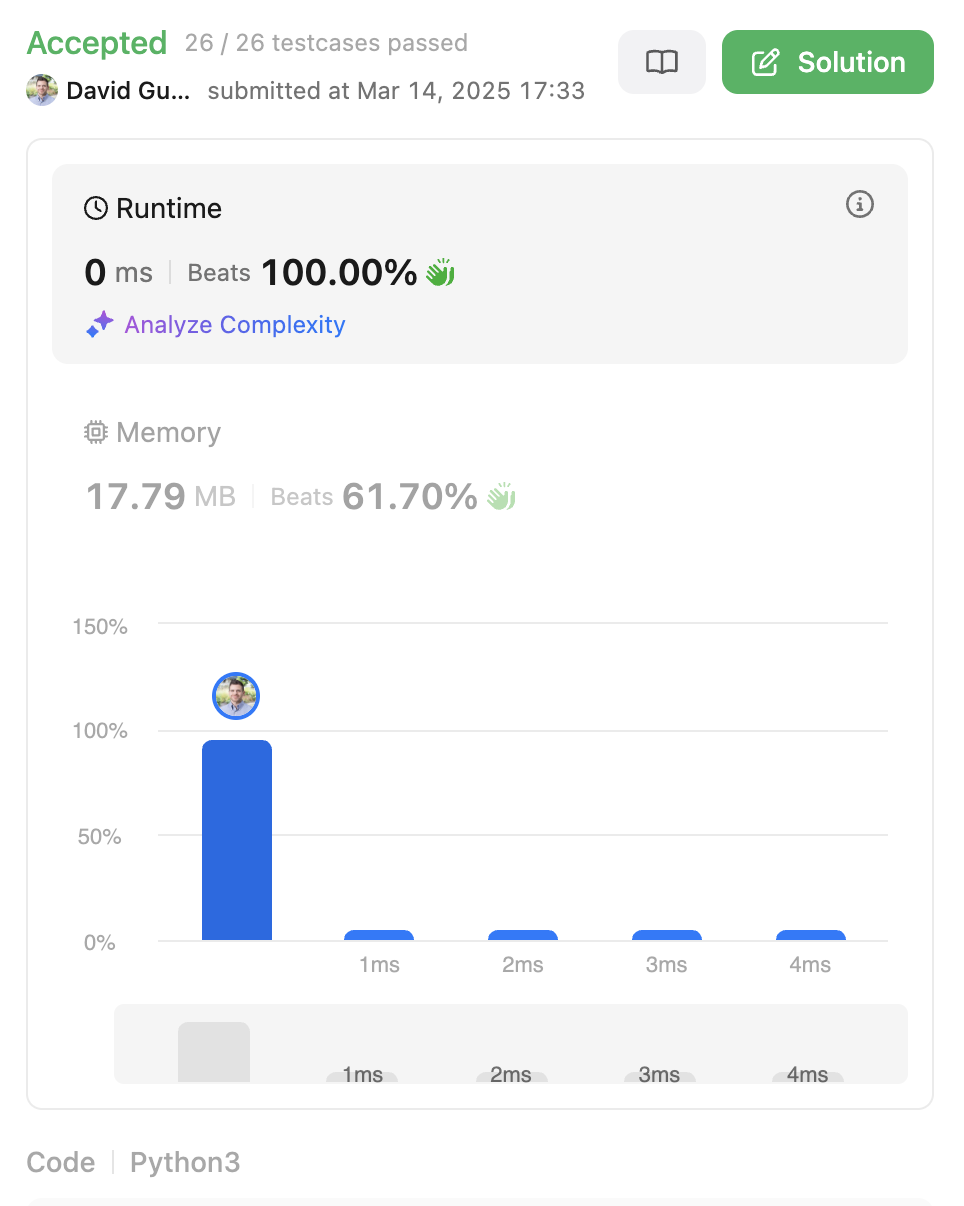 Accepted 26 / 26 testcases passed
David Gu... submitted at Mar 14, 2025 17:33
Solution
Runtime
0 ms Beats 100.00%
Analyze Complexity
Memory
17.79 MB Beats 61.70%
150%
100%
50%
0%
1ms 2ms 3ms 4ms
1ms 2ms 3ms 4ms
Code Python3